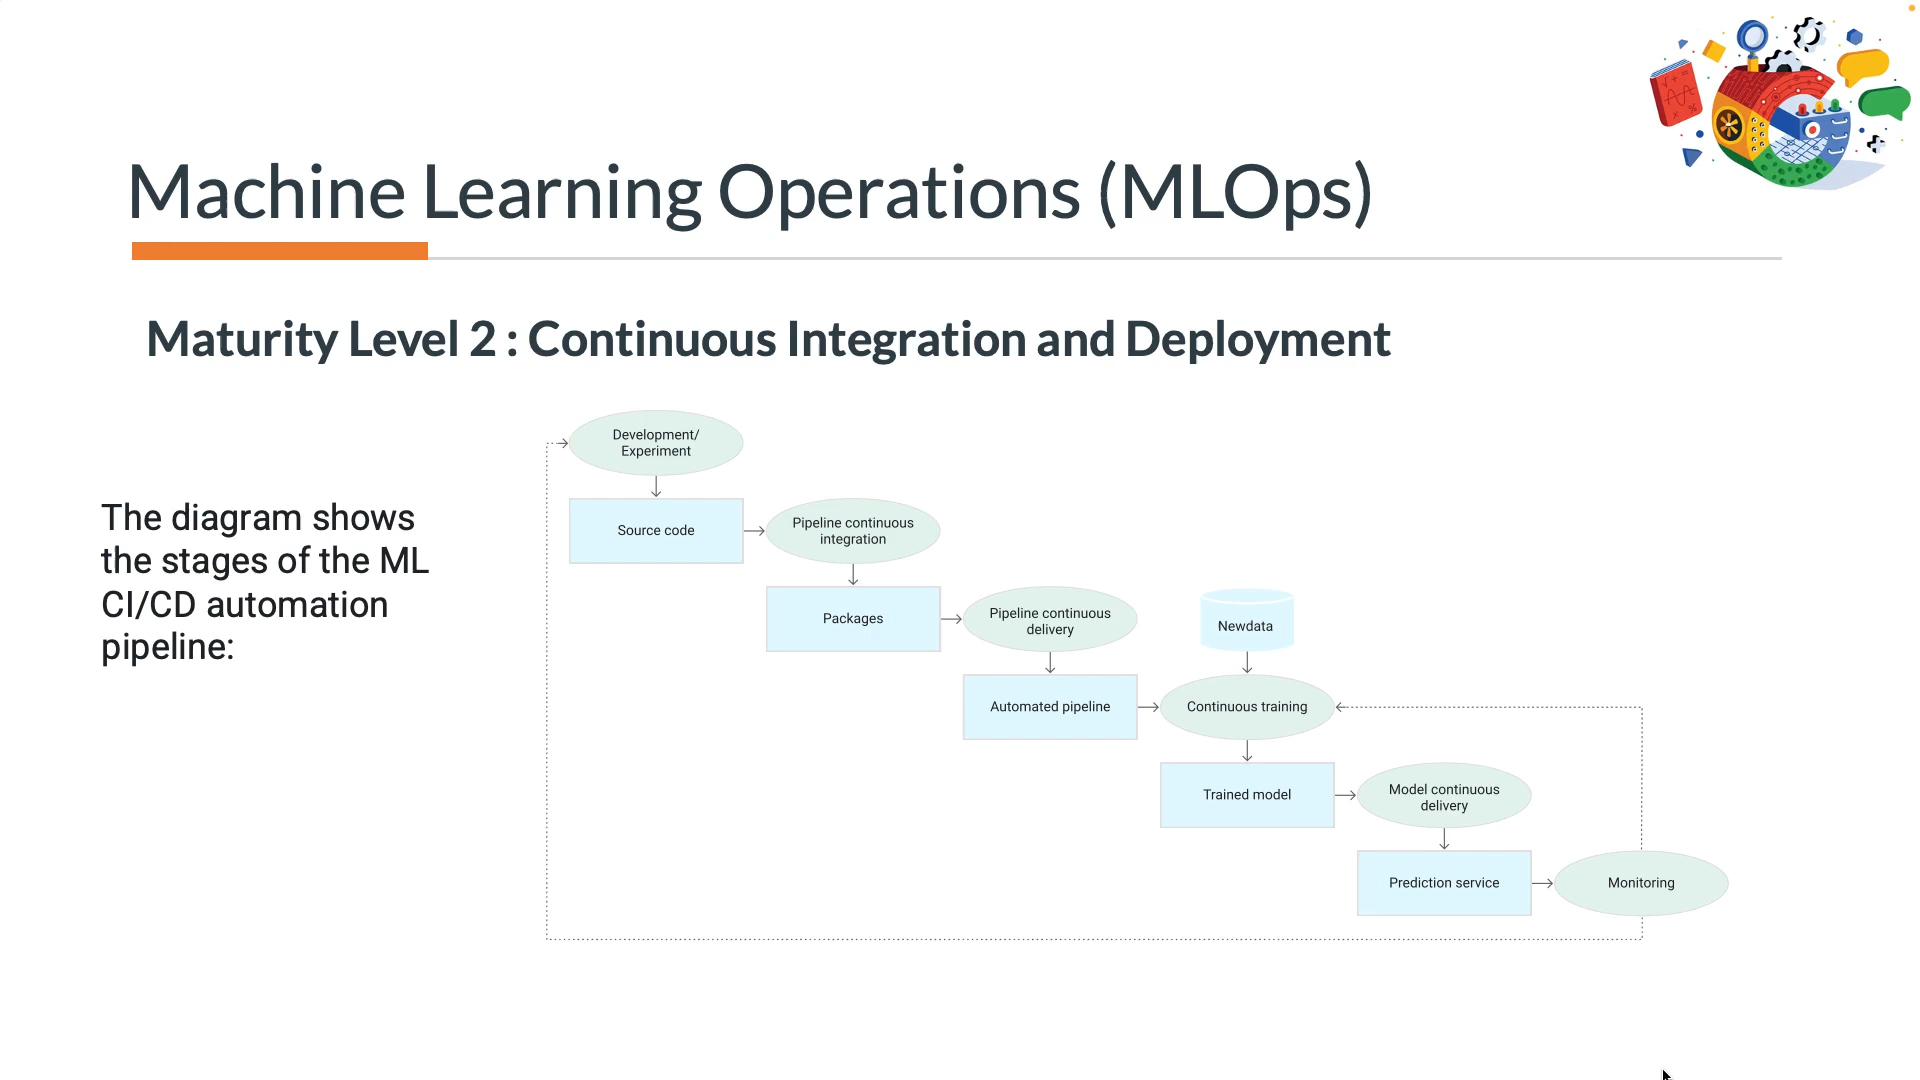 Machine Learning Operations (MLOps)
Maturity Level 2 : Continuous Integration and Deployment
The diagram shows
the stages of the ML
CI/CD automation
pipeline:
Development/
Experiment
Source code
Pipeline continuous
integration
Packages
Pipeline continuous
delivery
Newdata
Automated pipeline
Continuous training
Trained model
Model continuous
delivery
Prediction service
Monitoring